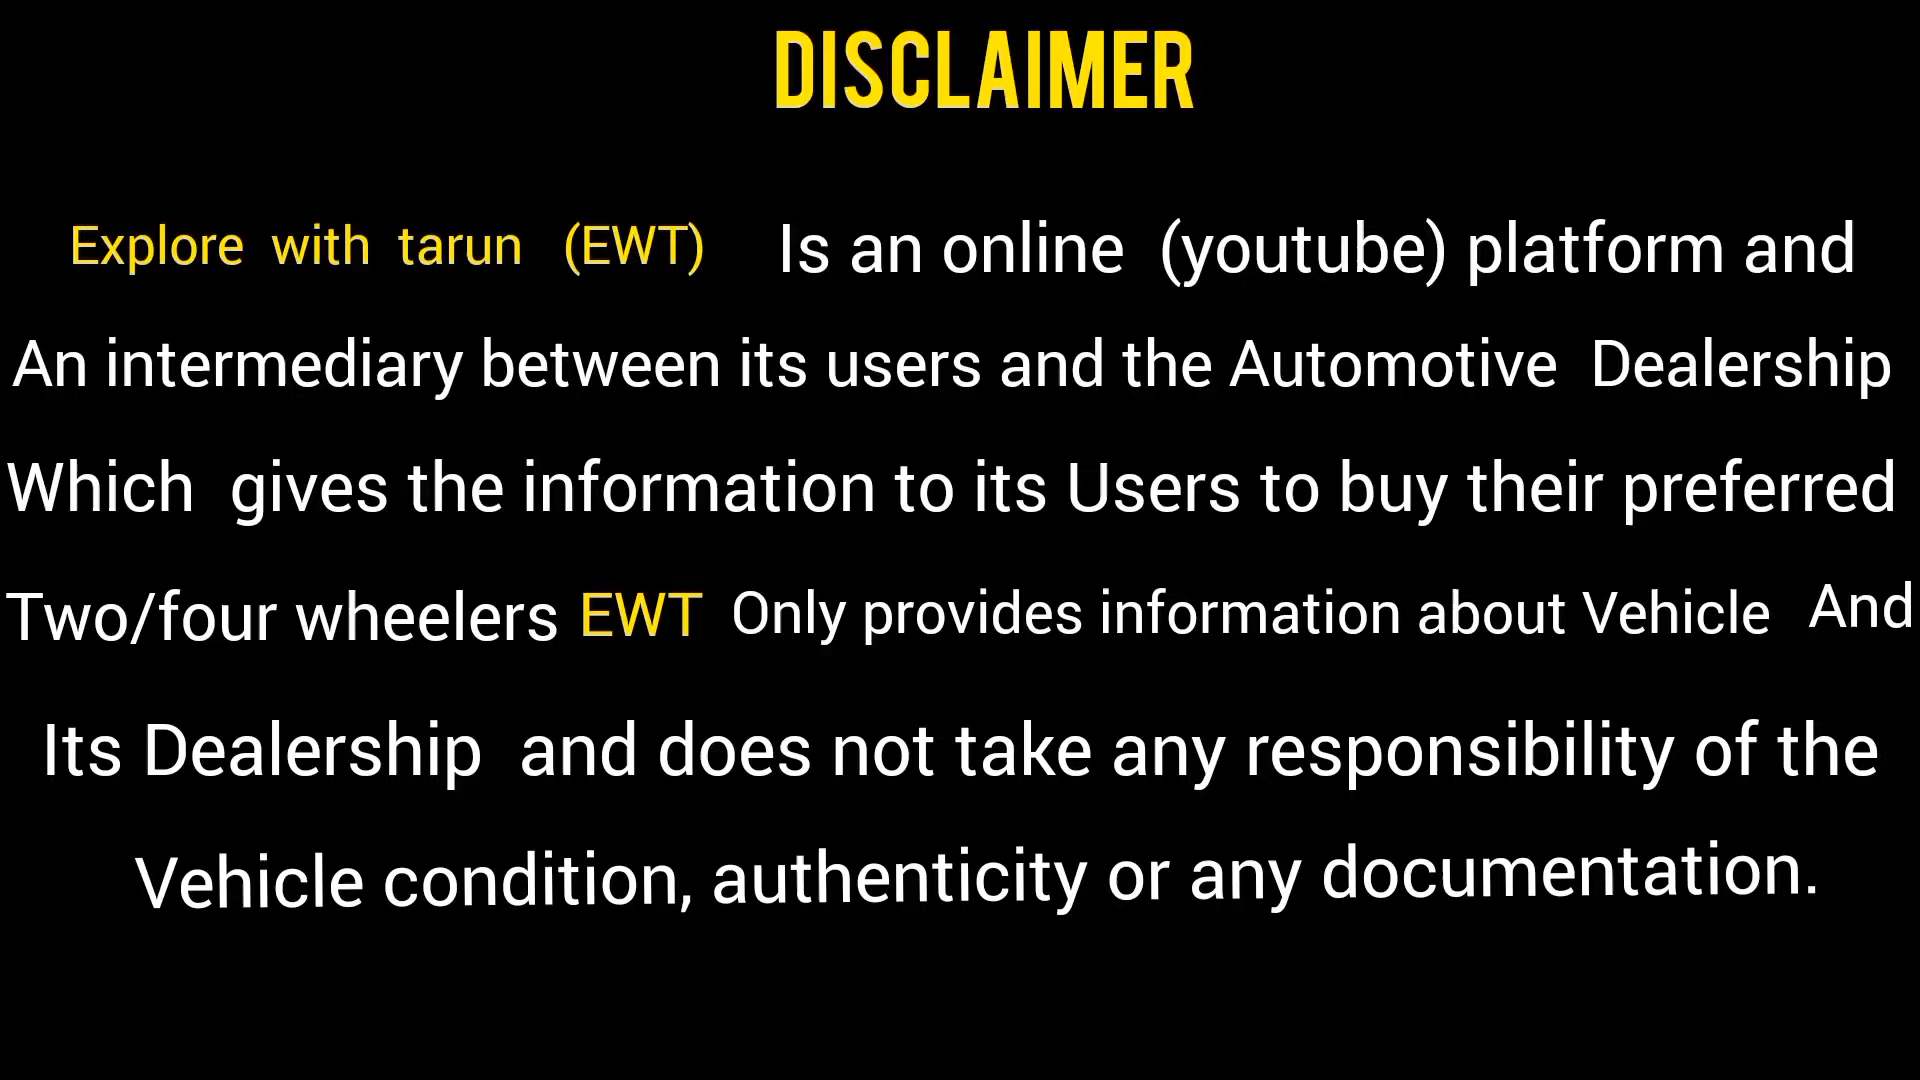 DISCLAIMER
Explore with tarun (EWT) Is an online (youtube) platform and
An intermediary between its users and the Automotive Dealership
Which gives the information to its Users to buy their preferred
Two/four wheelers EWT Only provides information about Vehicle And
Its Dealership and does not take any responsibility of the
Vehicle condition, authenticity or any documentation.